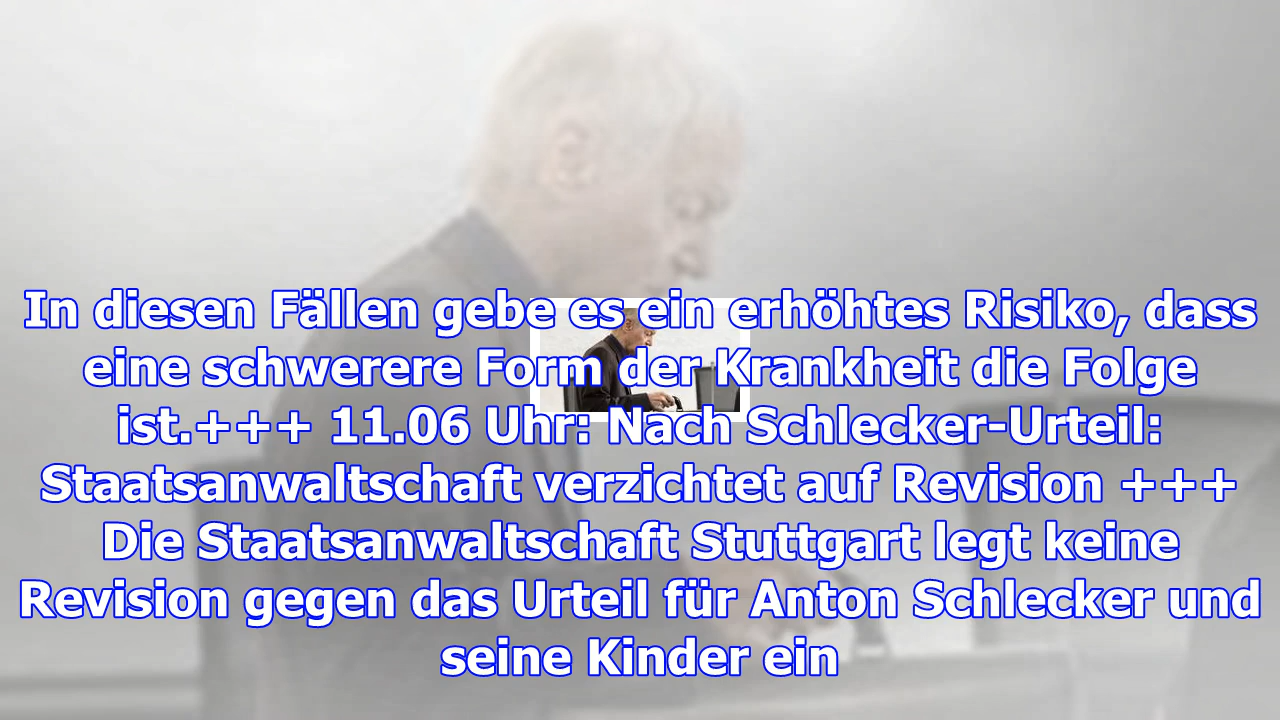 In diesen Fällen gebe es ein erhöhtes Risiko, dass
eine schwerere Form der Krankheit die Folge
ist.+++ 11.06 Uhr: Nach Schlecker-Urteil:
Staatsanwaltschaft verzichtet auf Revision +++
Die Staatsanwaltschaft Stuttgart legt keine
Revision gegen das Urteil für Anton Schlecker und
seine Kinder ein